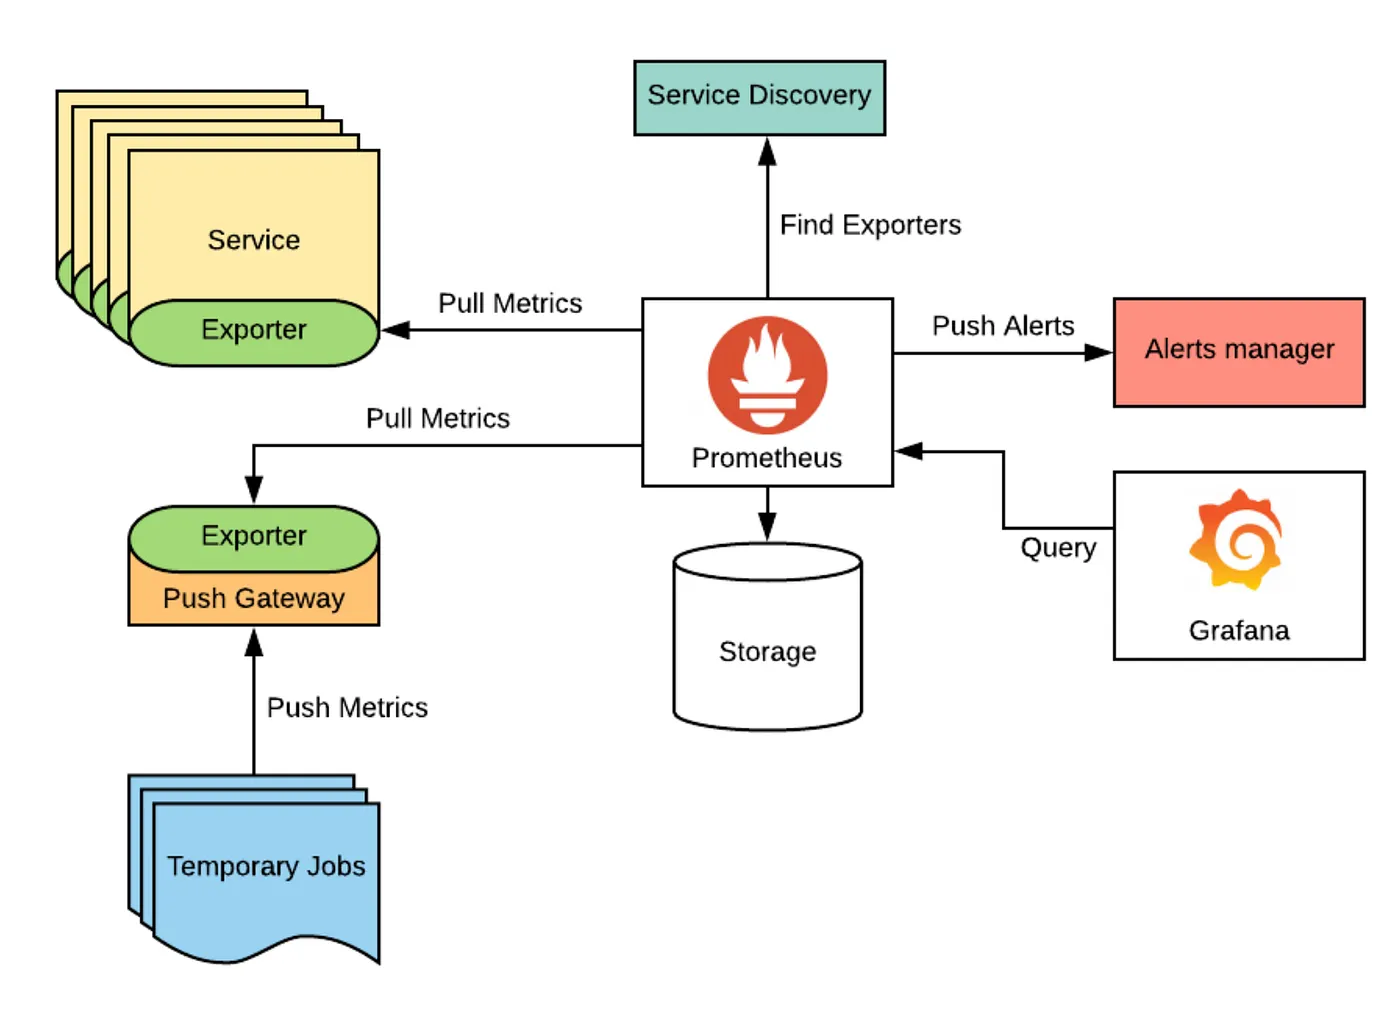 Service Discovery
Service
Find Exporters
Pull Metrics
Exporter
Push Alerts
Alerts manager
Pull Metrics
Prometheus
Exporter
Push Gateway
Query
Grafana
Storage
Push Metrics
Temporary Jobs